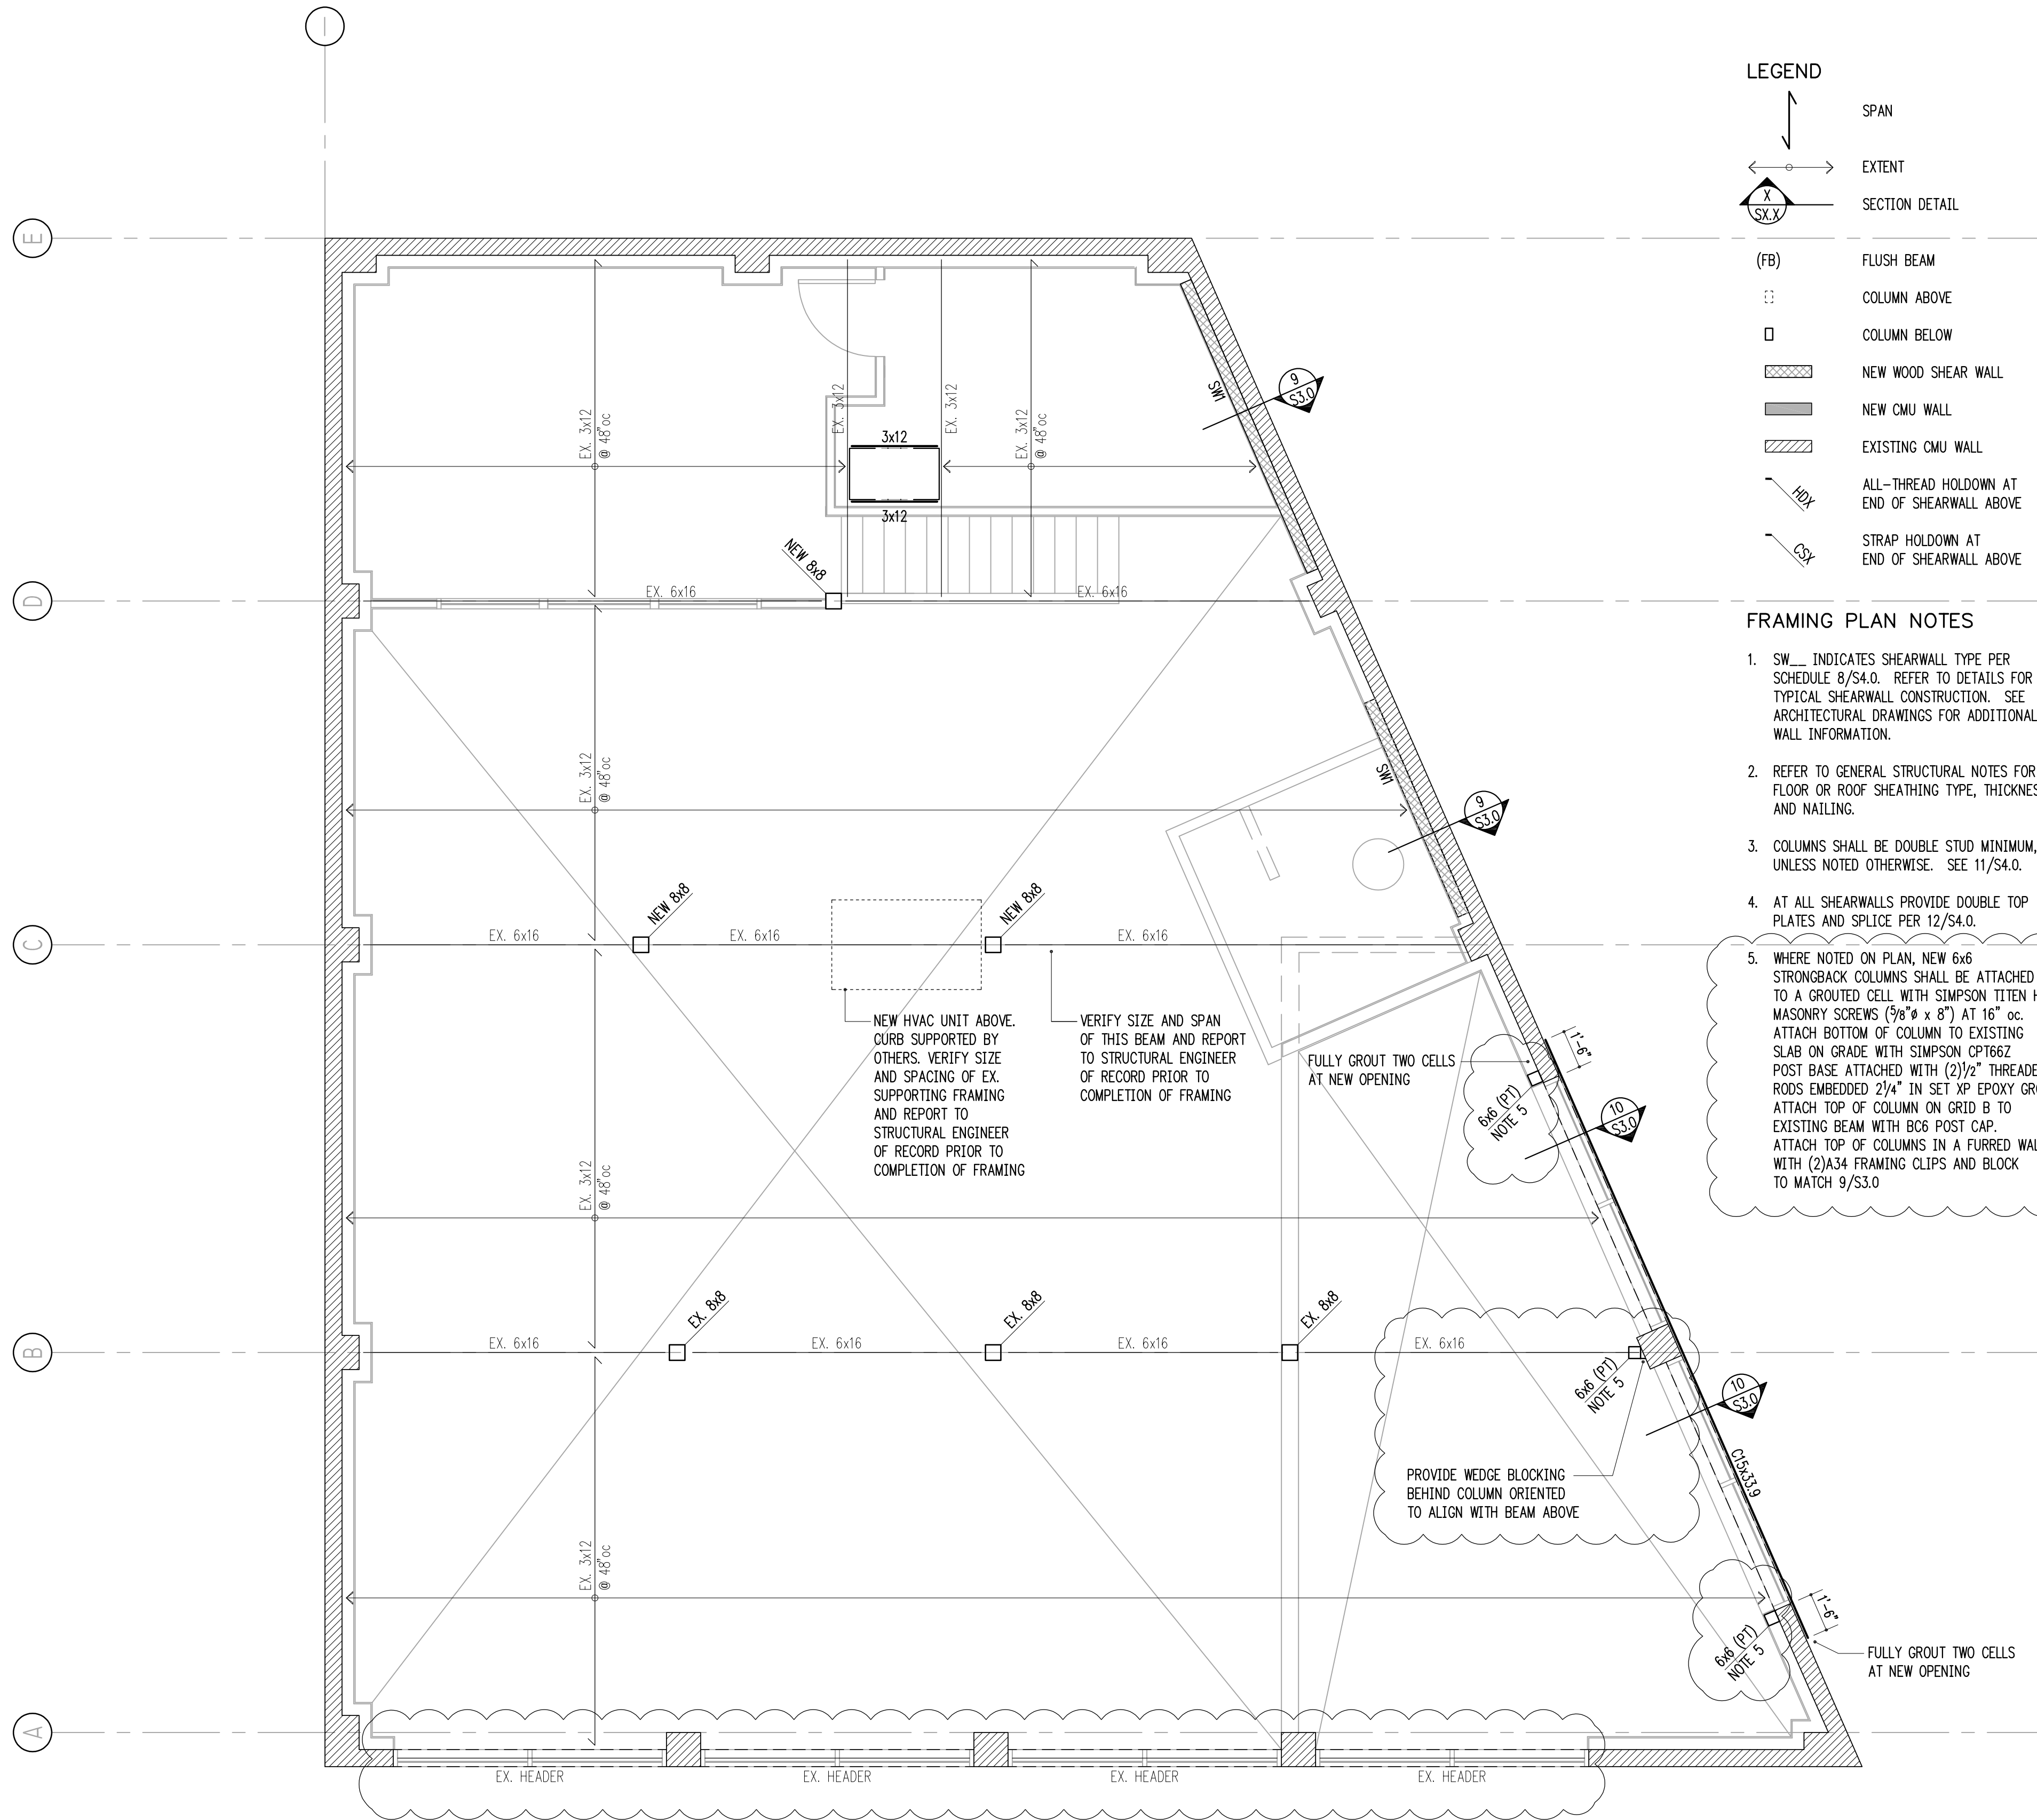 LEGEND
SPAN
EXTENT
X
SX.X
SECTION DETAIL
(FB)
FLUSH BEAM
COLUMN ABOVE
COLUMN BELOW
NEW WOOD SHEAR WALL
NEW CMU WALL
EXISTING CMU WALL
HDX
ALL-THREAD HOLDOWN AT
END OF SHEARWALL ABOVE
CSX
STRAP HOLDOWN AT
END OF SHEARWALL ABOVE
FRAMING PLAN NOTES
1. SW__ INDICATES SHEARWALL TYPE PER
SCHEDULE 8/S4.0. REFER TO DETAILS FOR
TYPICAL SHEARWALL CONSTRUCTION. SEE
ARCHITECTURAL DRAWINGS FOR ADDITIONAL
WALL INFORMATION.
2. REFER TO GENERAL STRUCTURAL NOTES FOR
FLOOR OR ROOF SHEATHING TYPE,
AND NAILING.
3. COLUMNS SHALL BE DOUBLE STUD MINIMUM,
UNLESS NOTED OTHERWISE. SEE 11/S4.0.
4. AT ALL SHEARWALLS PROVIDE DOUBLE TOP
PLATES AND SPLICE PER 12/S4.0.
5. WHERE NOTED ON PLAN, NEW 6x6
STRONGBACK COLUMNS SHALL BE ATTACHED
TO A GROUTED CELL WITH SIMPSON TITEN
MASONRY SCREWS (5/8"ø x 8") AT 16" oc.
ATTACH BOTTOM OF COLUMN TO EXISTING
SLAB ON GRADE WITH SIMPSON CPT66Z
POST BASE ATTACHED WITH (2)1/2"
RODS EMBEDDED 2 1/4" IN SET XP EPOXY
ATTACH TOP OF COLUMN ON GRID B TO
EXISTING BEAM WITH BC6 POST CAP.
ATTACH TOP OF COLUMNS IN A FURRED
WITH (2)A34 FRAMING CLIPS AND BLOCK
TO MATCH 9/S3.0
E
D
C
B
A
EX. 3x12
@ 48"oc
EX. 3x12
EX. 3x12
EX. 3x12
@ 48"oc
3x12
3x12
SW1
9
S3.0
NEW 8x8
EX. 6x16
EX. 6x16
EX. 3x12
@ 48"oc
SW1
9
S3.0
NEW 8x8
NEW 8x8
EX. 6x16
EX. 6x16
EX. 6x16
NEW HVAC UNIT ABOVE.
CURB SUPPORTED BY
OTHERS. VERIFY SIZE
AND SPACING OF EX.
SUPPORTING FRAMING
AND REPORT TO
STRUCTURAL ENGINEER
OF RECORD PRIOR TO
COMPLETION OF FRAMING
VERIFY SIZE AND SPAN
OF THIS BEAM AND REPORT
TO STRUCTURAL ENGINEER
OF RECORD PRIOR TO
COMPLETION OF FRAMING
FULLY GROUT TWO CELLS
AT NEW OPENING
1'-6"
6x6 (PT)
NOTE 5
10
S3.0
EX. 3x12
@ 48"oc
EX. 8x8
EX. 8x8
EX. 8x8
EX. 6x16
EX. 6x16
EX. 6x16
EX. 6x16
6x6 (PT)
NOTE 5
10
S3.0
PROVIDE WEDGE BLOCKING
BEHIND COLUMN ORIENTED
TO ALIGN WITH BEAM ABOVE
C15x33.9
EX. 3x12
@ 48"oc
1'-6"
6x6 (PT)
NOTE 5
FULLY GROUT TWO CELLS
AT NEW OPENING
EX. HEADER
EX. HEADER
EX. HEADER
EX. HEADER